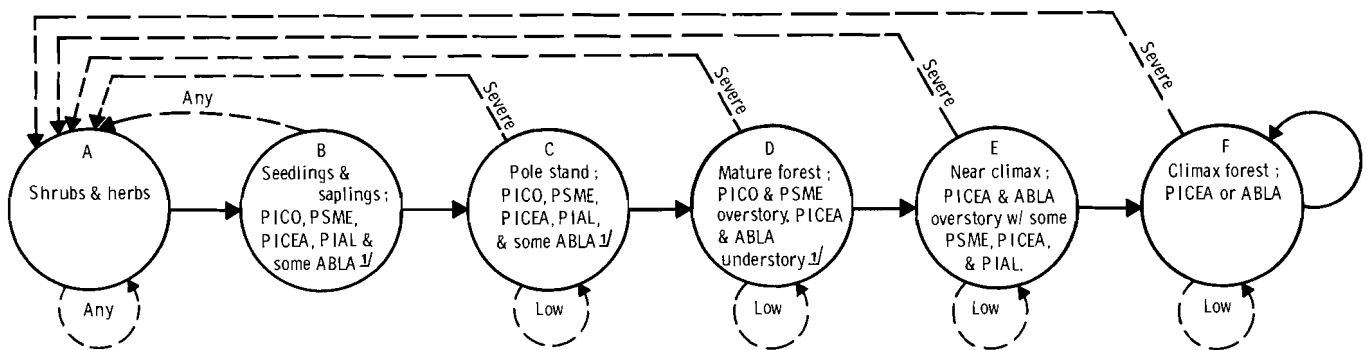 Severe
Severe
Severe
Severe
Any
A
Shrubs & herbs
Any
B
Seedlings &
saplings ;
PICO, PSME,
PICEA, PIAL &
some ABLA 1/
C
Pole stand ;
PICO, PSME,
PICEA, PIAL,
& some ABLA 1/
Low
D
Mature forest ;
PICO & PSME
overstory, PICEA
& ABLA
understory 1/
Low
E
Near climax ;
PICEA & ABLA
overstory w/ some
PSME, PICEA,
& PIAL.
Low
F
Climax forest ;
PICEA or ABLA
Low